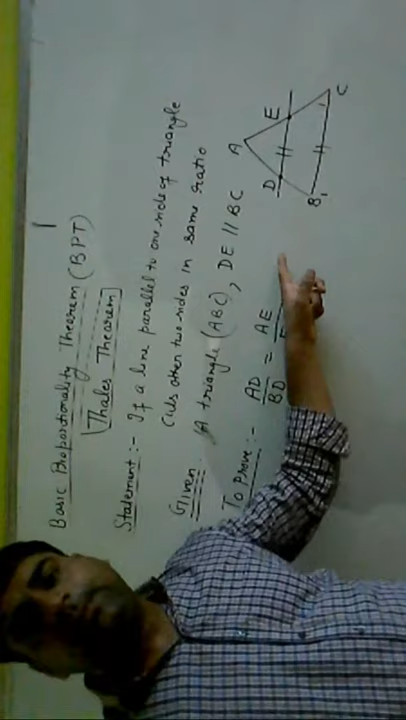 Basic Proportionality Theorem (BPT)
(Thales Theorem)
Statement :- If a line parallel to one side of triangle
Cuts other two sides in same ratio
Given A triangle (ABC), DE // BC
To Prove :- AD/BD = AE/E
A
D E
B C